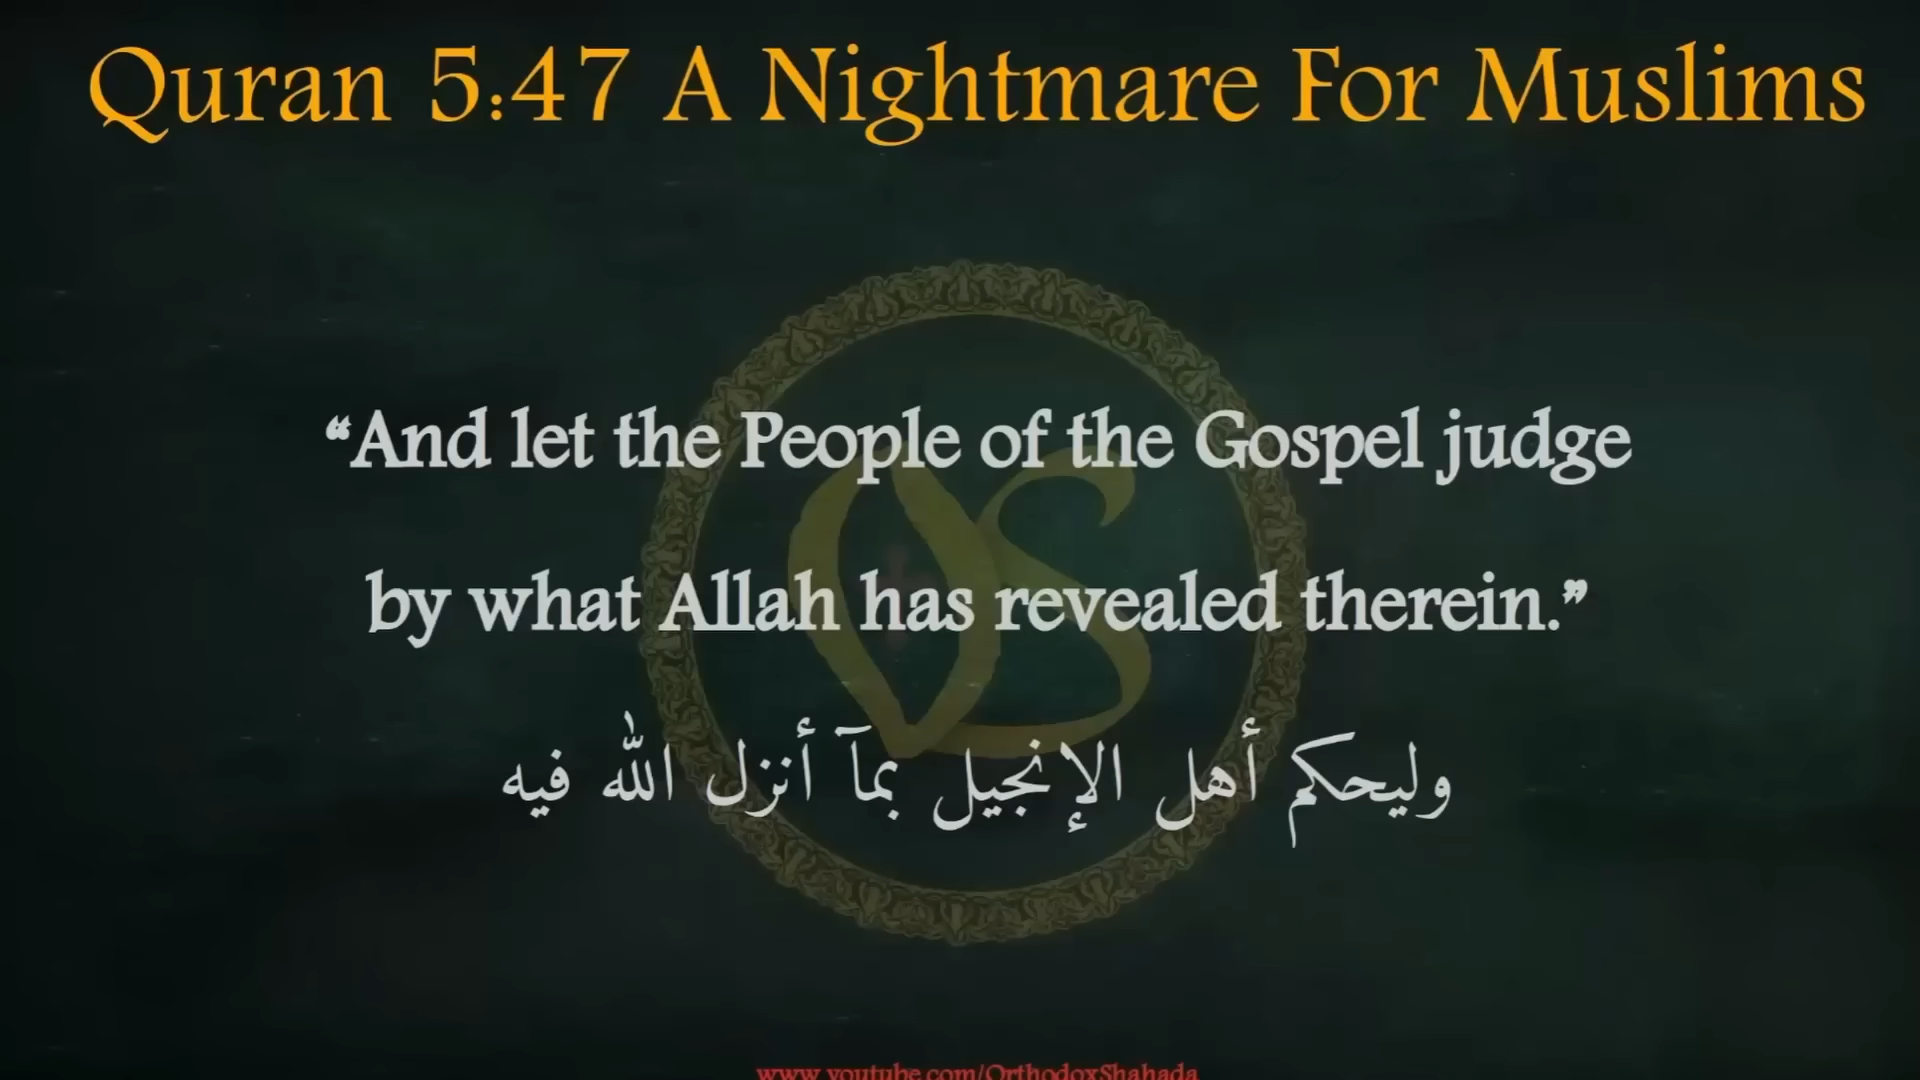 Quran 5:47 A Nightmare For Muslims
“And let the People of the Gospel judge
by what Allah has revealed therein.”
وليحكم أهل الإنجيل بمآ أنزل الله فيه
www.youtube.com/OrthodoxShahada